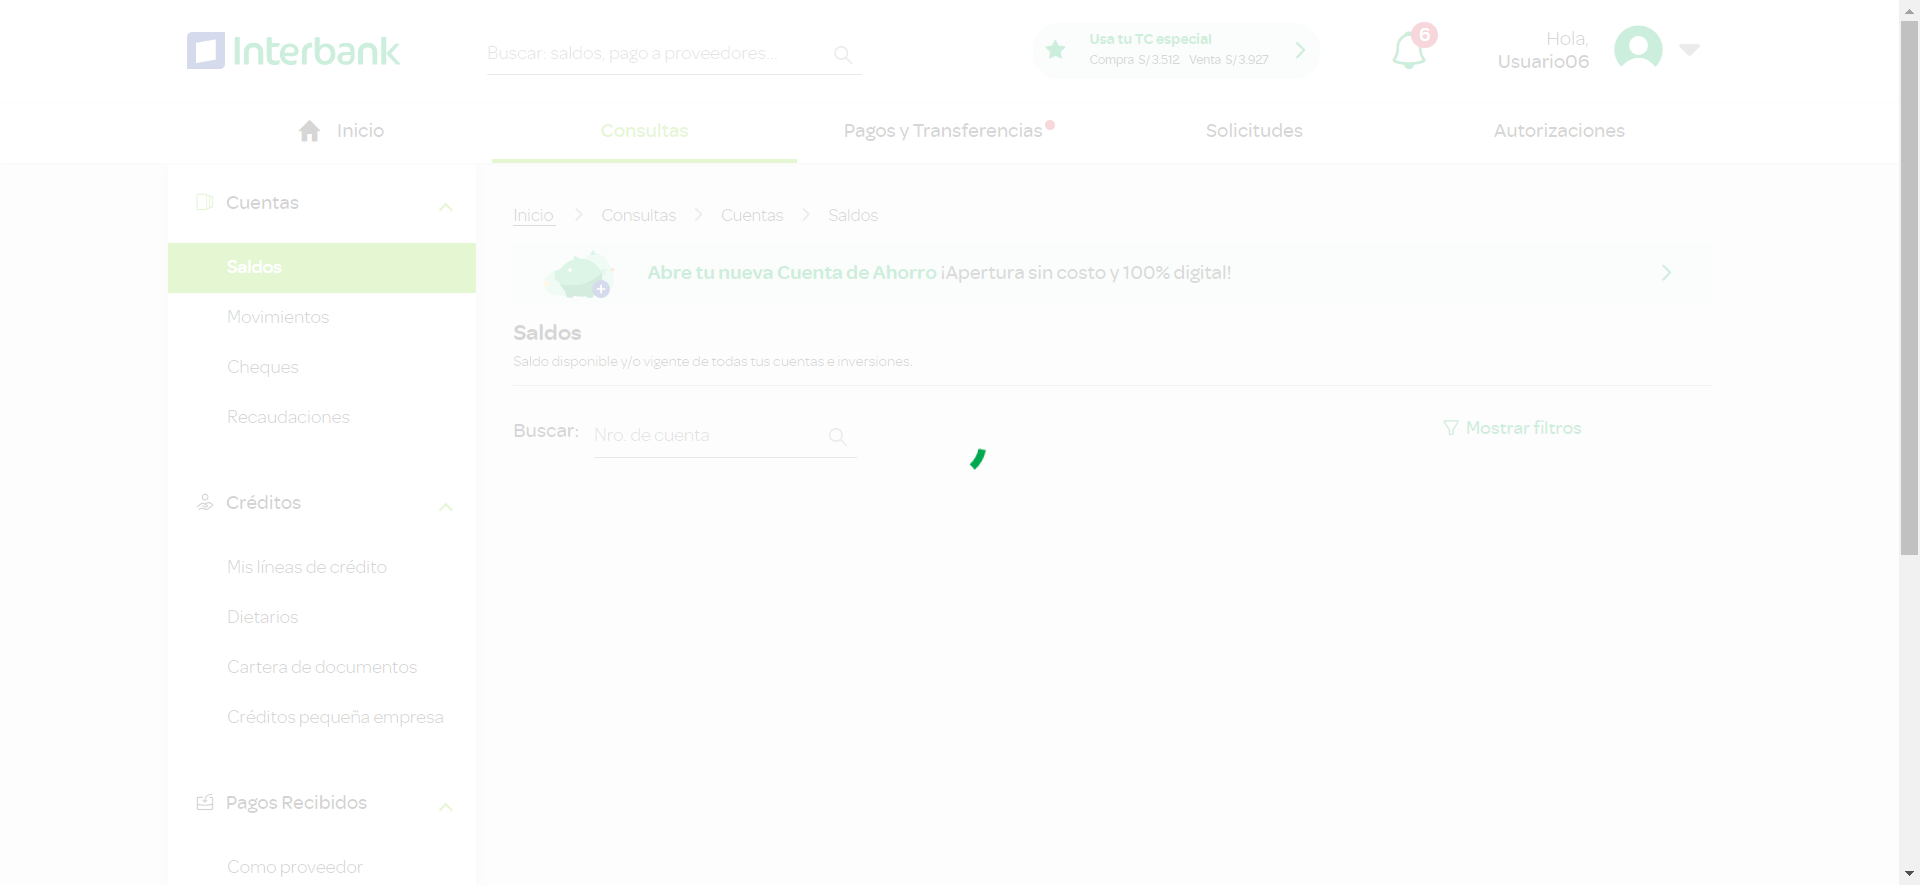 Interbank
Buscar: saldos, pago a proveedores...
Usa tu TC especial
Compra S/3.512 Venta S/3.927
6
Hola,
Usuario06
Inicio
Consultas
Pagos y Transferencias
Solicitudes
Autorizaciones
Cuentas
Saldos
Movimientos
Cheques
Recaudaciones
Créditos
Mis líneas de crédito
Dietarios
Cartera de documentos
Créditos pequeña empresa
Pagos Recibidos
Como proveedor
Inicio > Consultas > Cuentas > Saldos
Abre tu nueva Cuenta de Ahorro ¡Apertura sin costo y 100% digital!
Saldos
Saldo disponible y/o vigente de todas tus cuentas e inversiones.
Buscar: Nro. de cuenta
Mostrar filtros